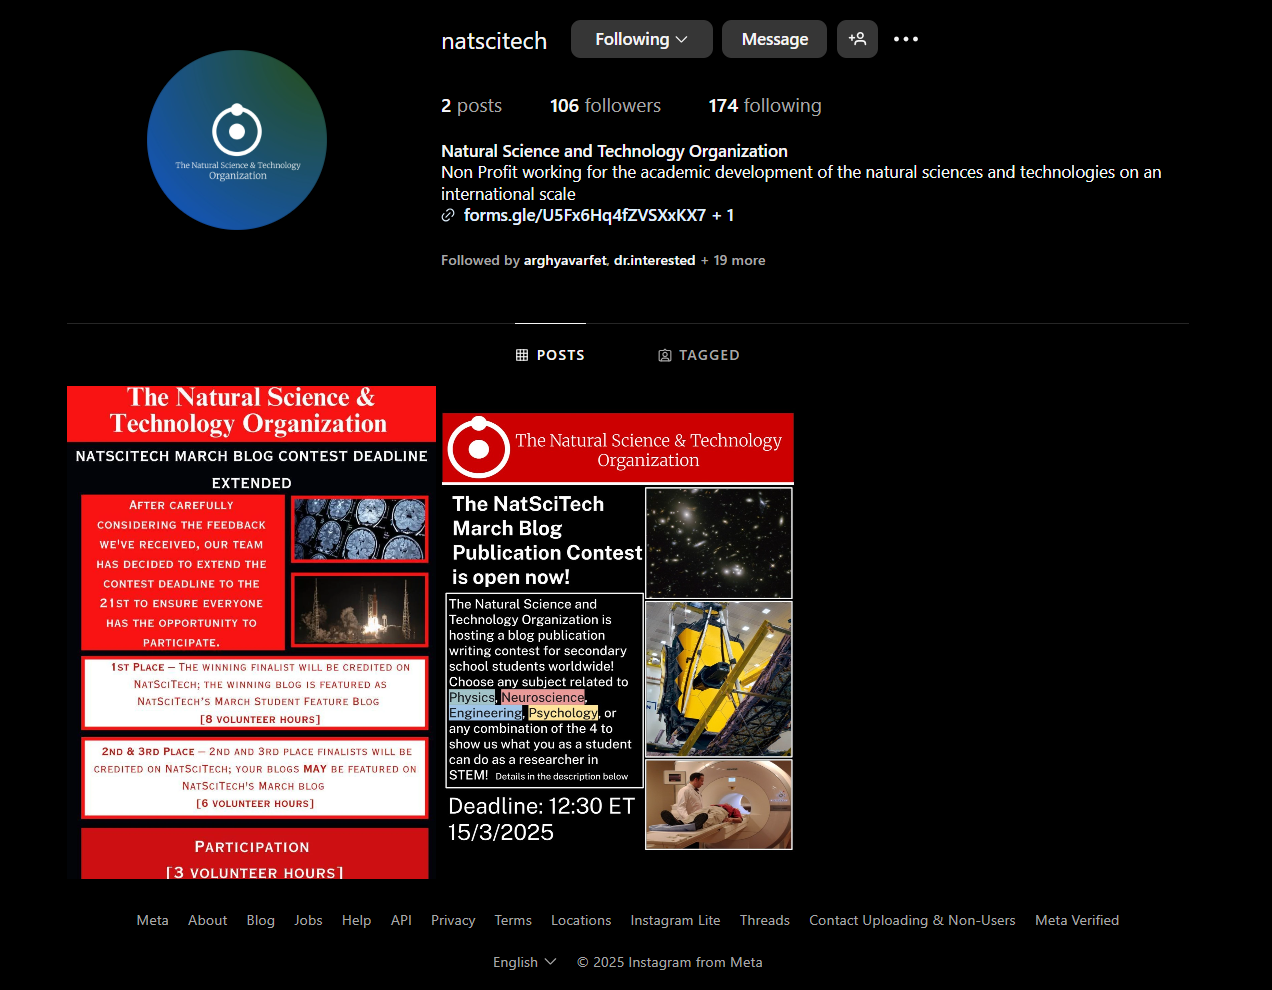 natscitech
Following
Message
2 posts
106 followers
174 following
Natural Science and Technology Organization
Non Profit working for the academic development of the natural sciences and technologies on an
international scale
forms.gle/U5Fx6Hq4fZVSXxKX7 + 1
Followed by arghyavarfet, dr.interested + 19 more
The Natural Science & Technology
Organization
POSTS
TAGGED
The Natural Science &
Technology Organization
NATSCITECH MARCH BLOG CONTEST DEADLINE
EXTENDED
AFTER CAREFULLY
CONSIDERING THE FEEDBACK
WE'VE RECEIVED, OUR TEAM
HAS DECIDED TO EXTEND THE
CONTEST DEADLINE TO THE
21ST TO ENSURE EVERYONE
HAS THE OPPORTUNITY TO
PARTICIPATE.
1ST PLACE – THE WINNING FINALIST WILL BE CREDITED ON
NATSCITECH; THE WINNING BLOG IS FEATURED AS
NATSCITECH'S MARCH STUDENT FEATURE BLOG
[8 VOLUNTEER HOURS]
2ND & 3RD PLACE – 2ND AND 3RD PLACE FINALISTS WILL BE
CREDITED ON NATSCITECH; YOUR BLOGS MAY BE FEATURED ON
NATSCITECH'S MARCH BLOG
[6 VOLUNTEER HOURS]
PARTICIPATION
[3 VOLUNTEER HOURS]
The Natural Science & Technology
Organization
The NatSciTech
March Blog
Publication Contest
is open now!
The Natural Science and
Technology Organization is
hosting a blog publication
writing contest for secondary
school students worldwide!
Choose any subject related to
Physics, Neuroscience,
Engineering, Psychology, or
any combination of the 4 to
show us what you as a student
can do as a researcher in
STEM! Details in the description below
Deadline: 12:30 ET
15/3/2025
Meta About Blog Jobs Help API Privacy Terms Locations Instagram Lite Threads Contact Uploading & Non-Users Meta Verified
English © 2025 Instagram from Meta